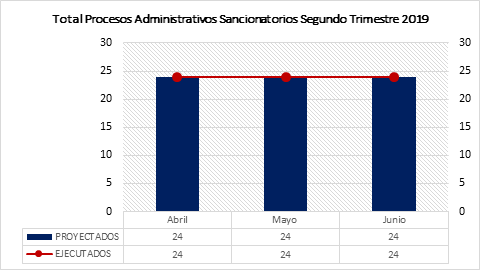 Total Procesos Administrativos Sancionatorios Segundo Trimestre 2019
30 30
25 25
20 20
15 15
10 10
5 5
0 0
Abril Mayo Junio
PROYECTADOS 24 24 24
EJECUTADOS 24 24 24